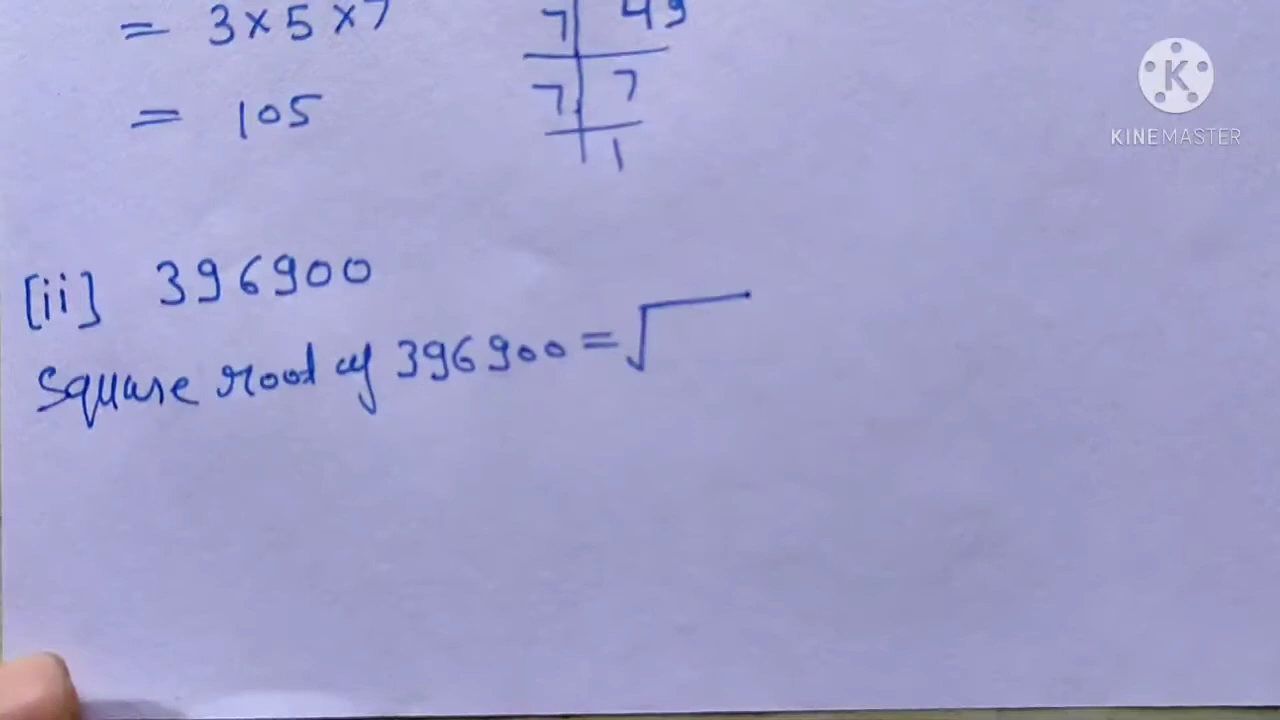 = 3×5×7
7 49
= 105
7 7
1
[ii] 396900
Square root of 396900 = √
K
KINEMASTER